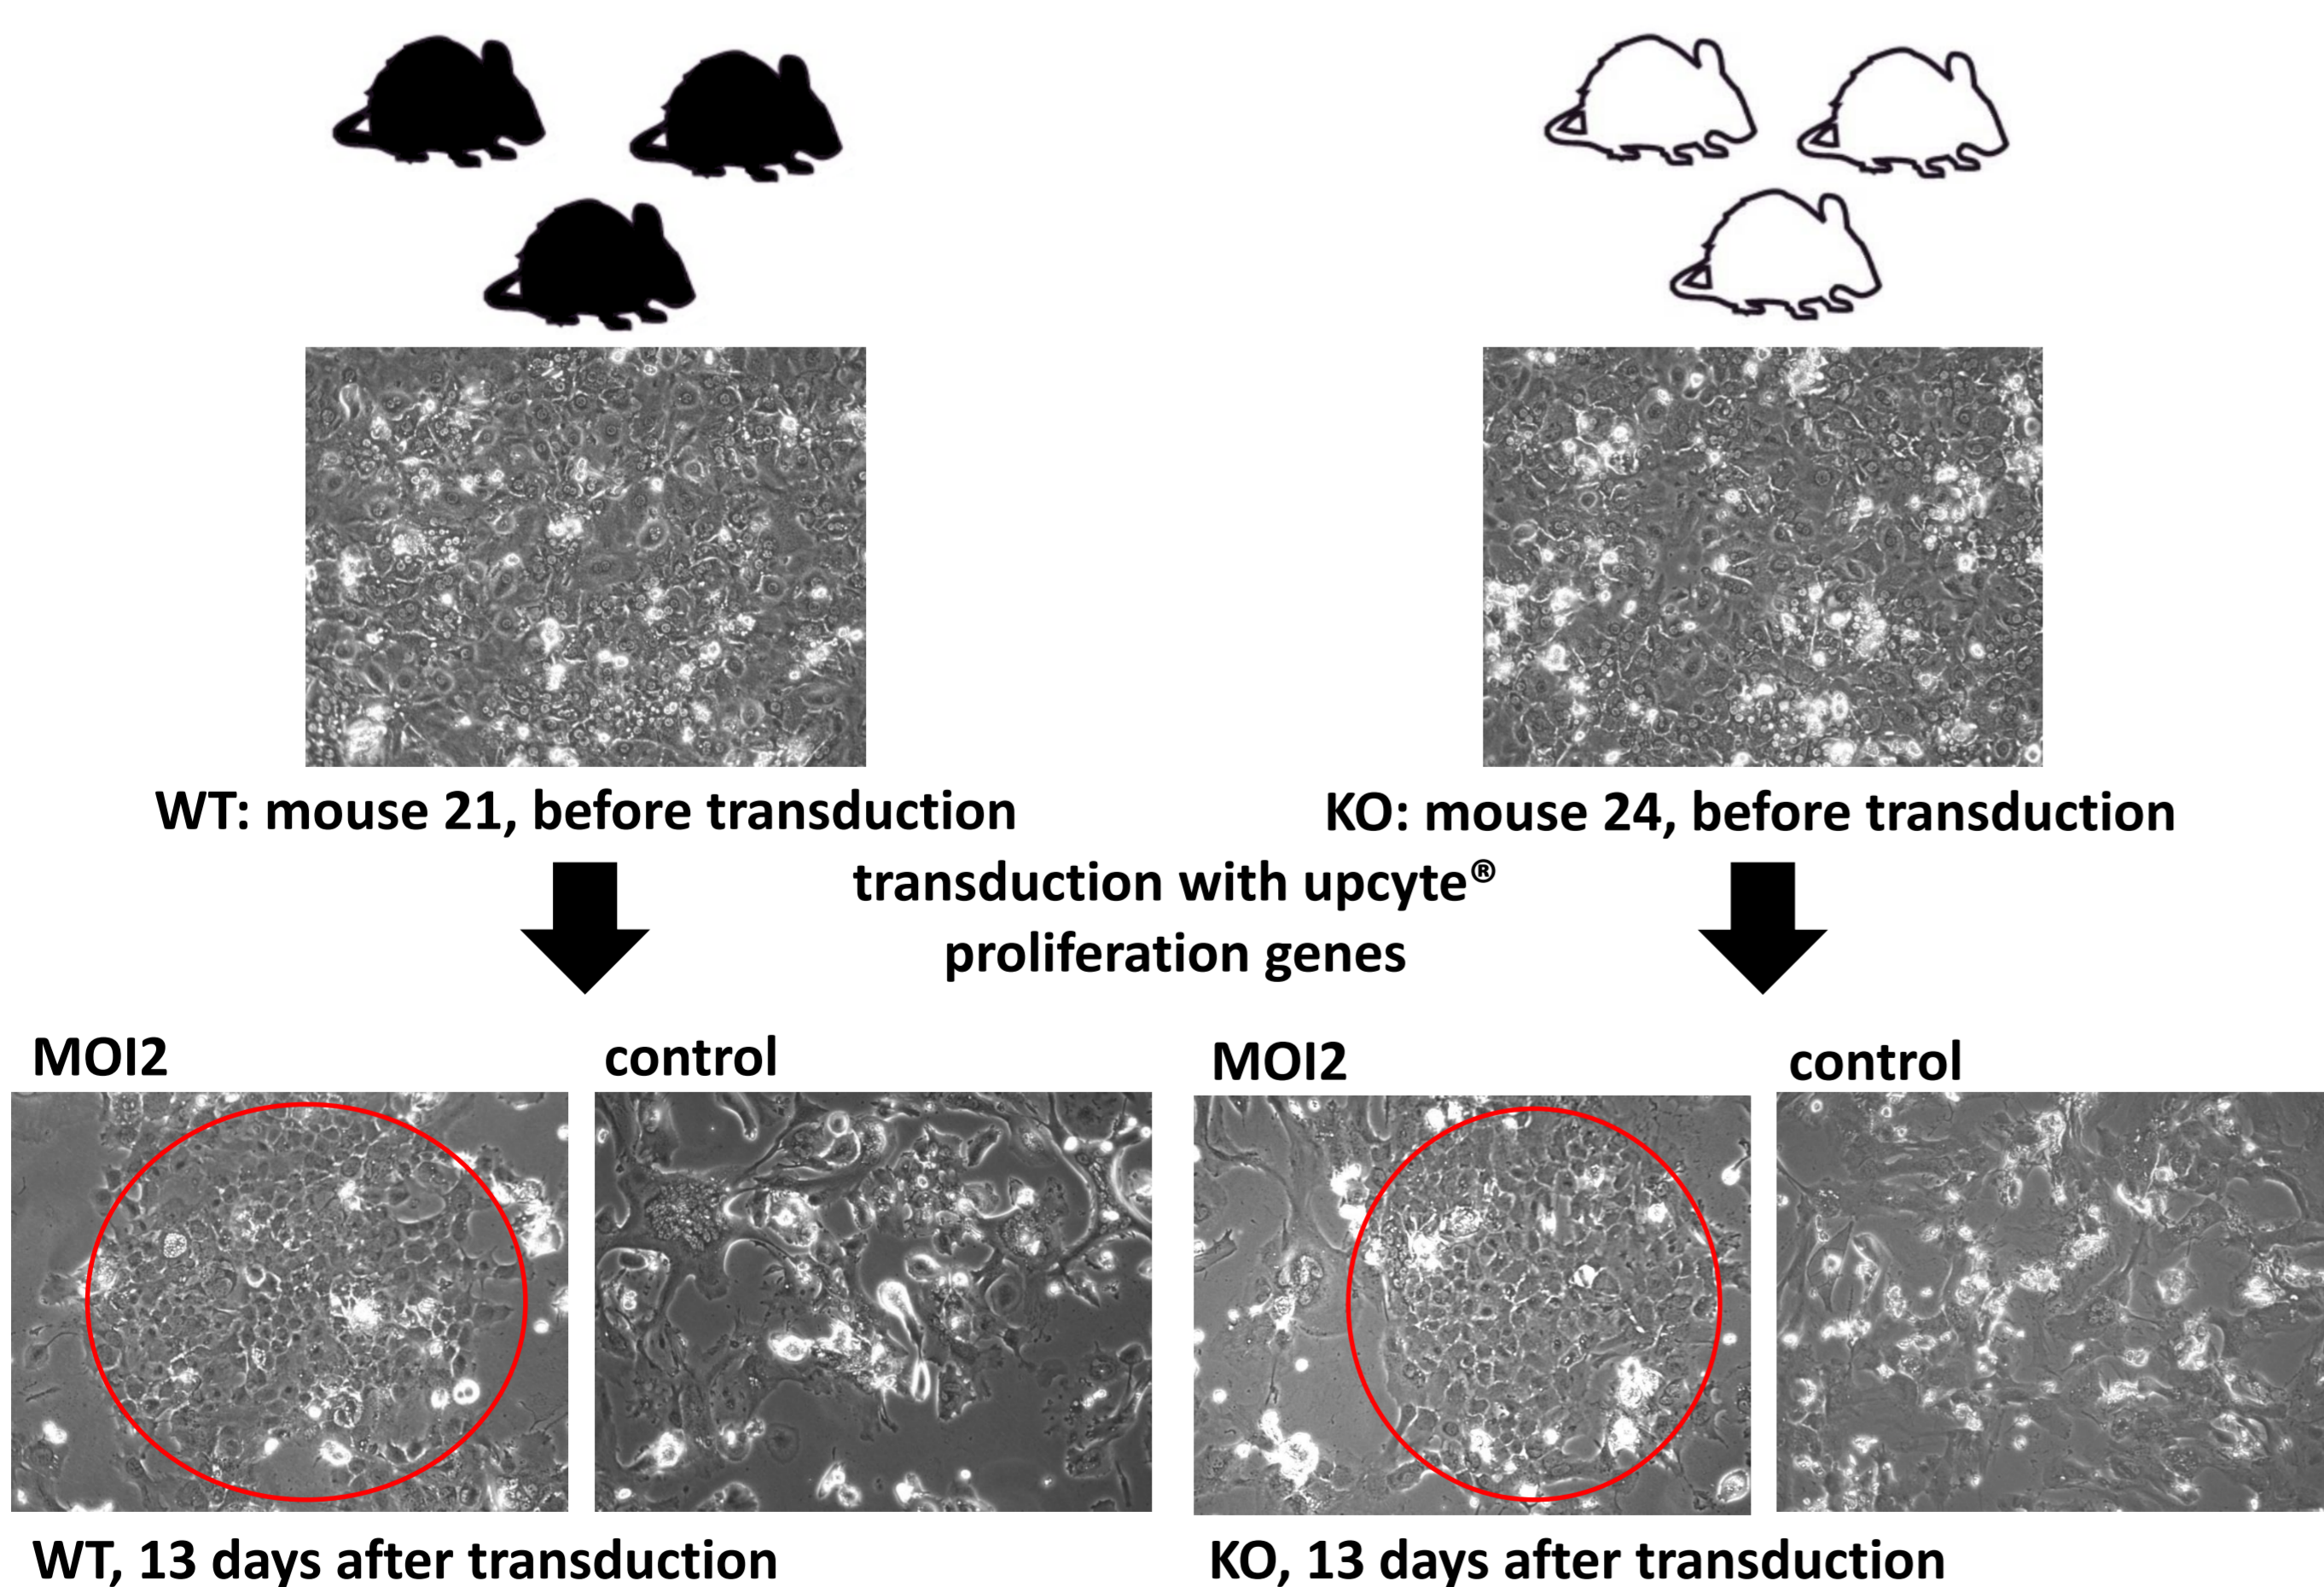 WT: mouse 21, before transduction
KO: mouse 24, before transduction
transduction with upcyte®
proliferation genes
MOI2
control
MOI2
control
WT, 13 days after transduction
KO, 13 days after transduction